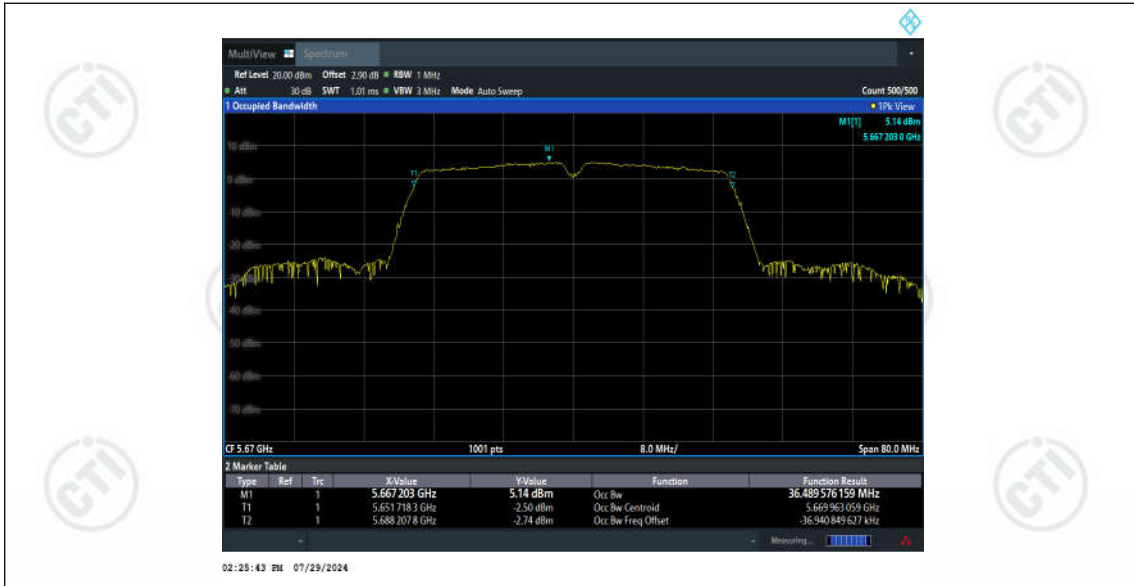 MultiView Spectrum
Ref Level 20.00 dBm Offset 2.90 dB RBW 1 MHz
Att 30 dB SWT 1.01 ms VBW 3 MHz Mode Auto Sweep Count 500/500
1 Occupied Bandwidth 1Pk View
M1[1] 5.14 dBm
5.667 203 0 GHz
10 dBm
M1
T1
T2
0 dBm
-10 dBm
-20 dBm
-30 dBm
-40 dBm
-50 dBm
-60 dBm
-70 dBm
CF 5.67 GHz 1001 pts 8.0 MHz/ Span 80.0 MHz
2 Marker Table
Type Ref Trc X-Value Y-Value Function Function Result
M1 1 5.667 203 GHz 5.14 dBm Occ Bw 36.489 576 159 MHz
T1 1 5.651 718 3 GHz -2.50 dBm Occ Bw Centroid 5.669 963 059 GHz
T2 1 5.688 207 8 GHz -2.74 dBm Occ Bw Freq Offset -36.940 849 627 kHz
Measuring...
02:25:43 PM 07/29/2024
CTI
CTI
CTI
CTI